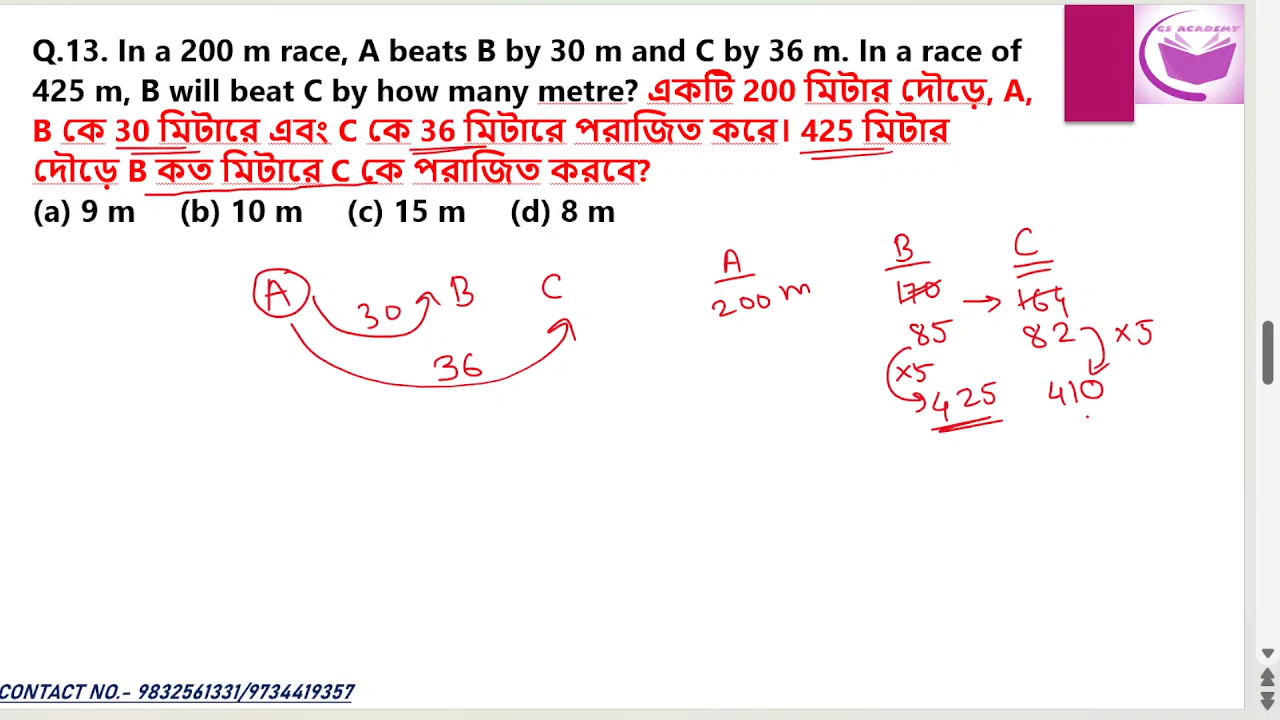 GS ACADEMY
Q.13. In a 200 m race, A beats B by 30 m and C by 36 m. In a race of
425 m, B will beat C by how many metre? একটি 200 মিটার দৌড়ে, A,
B কে 30 মিটারে এবং C কে 36 মিটারে পরাজিত করে। 425 মিটার
দৌড়ে B কত মিটারে C কে পরাজিত করবে?
(a) 9 m (b) 10 m (c) 15 m (d) 8 m
A 30 B C
36
A B C
200 m 170 → 164
85 82 ×5
×5
425 410
CONTACT NO.- 9832561331/9734419357